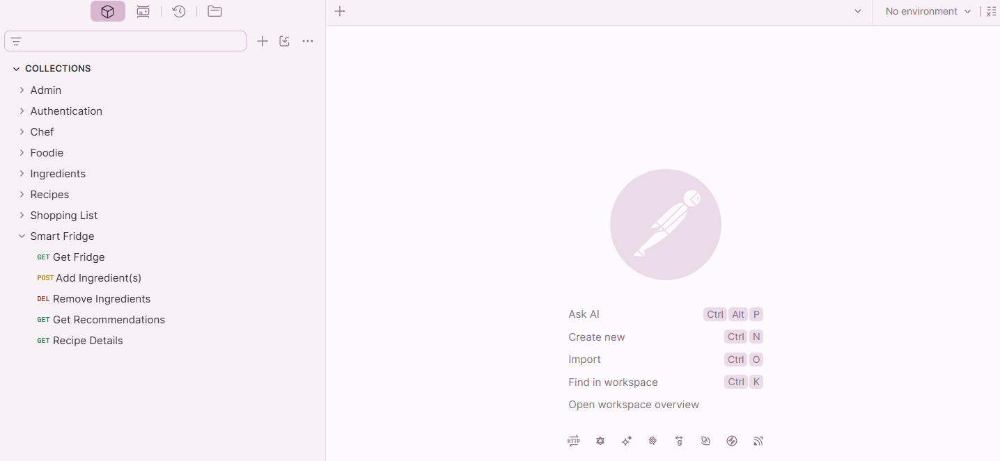 No environment
COLLECTIONS
Admin
Authentication
Chef
Foodie
Ingredients
Recipes
Shopping List
Smart Fridge
GET Get Fridge
POST Add Ingredient(s)
DEL Remove Ingredients
GET Get Recommendations
GET Recipe Details
Ask AI Ctrl Alt P
Create new Ctrl N
Import Ctrl O
Find in workspace Ctrl K
Open workspace overview
HTTP g